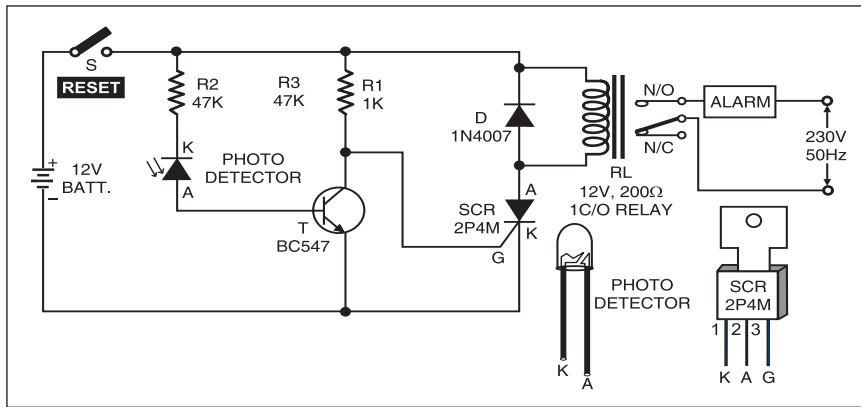 S
RESET
R2
47K
R3
47K
R1
1K
K
A
PHOTO
DETECTOR
+
12V
BATT.
–
T
BC547
D
1N4007
A
SCR
2P4M
K
G
RL
12V, 200Ω
1C/O RELAY
N/O
N/C
ALARM
230V
50Hz
PHOTO
DETECTOR
K
A
SCR
2P4M
1 2 3
K A G